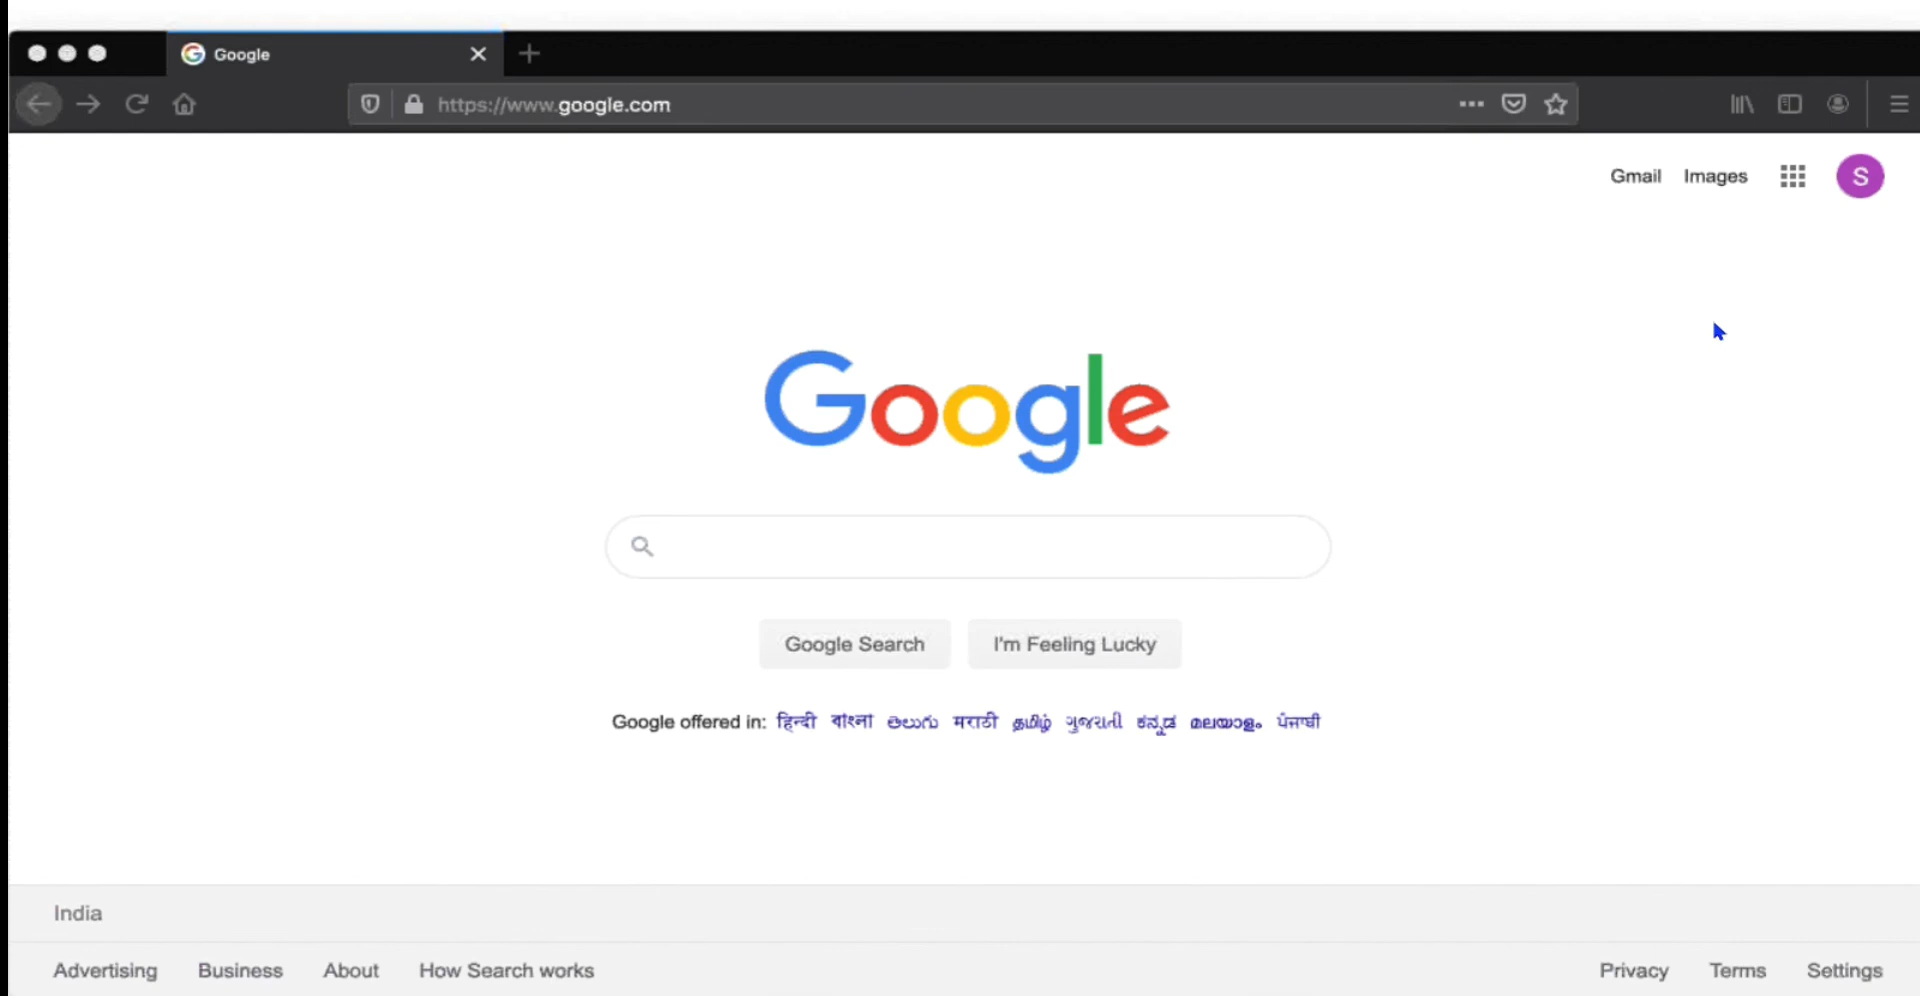 Google
https://www.google.com
Gmail Images
S
Google
Google Search I'm Feeling Lucky
Google offered in: हिन्दी বাংলা తెలుగు मराठी தமிழ் ગુજરાતી ಕನ್ನಡ മലയാളം ਪੰਜਾਬੀ
India
Advertising Business About How Search works Privacy Terms Settings